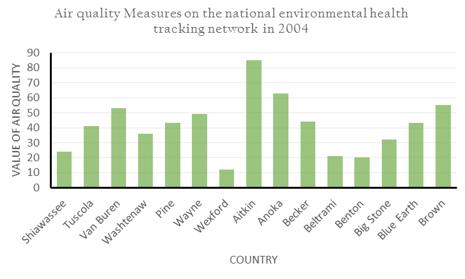 Air quality Measures on the national environmental health
tracking network in 2004
VALUE OF AIR QUALITY
90
80
70
60
50
40
30
20
10
0
Shiawassee
Tuscola
Van Buren
Washtenaw
Pine
Wayne
Wexford
Aitkin
Anoka
Becker
Beltrami
Benton
Big Stone
Blue Earth
Brown
COUNTRY